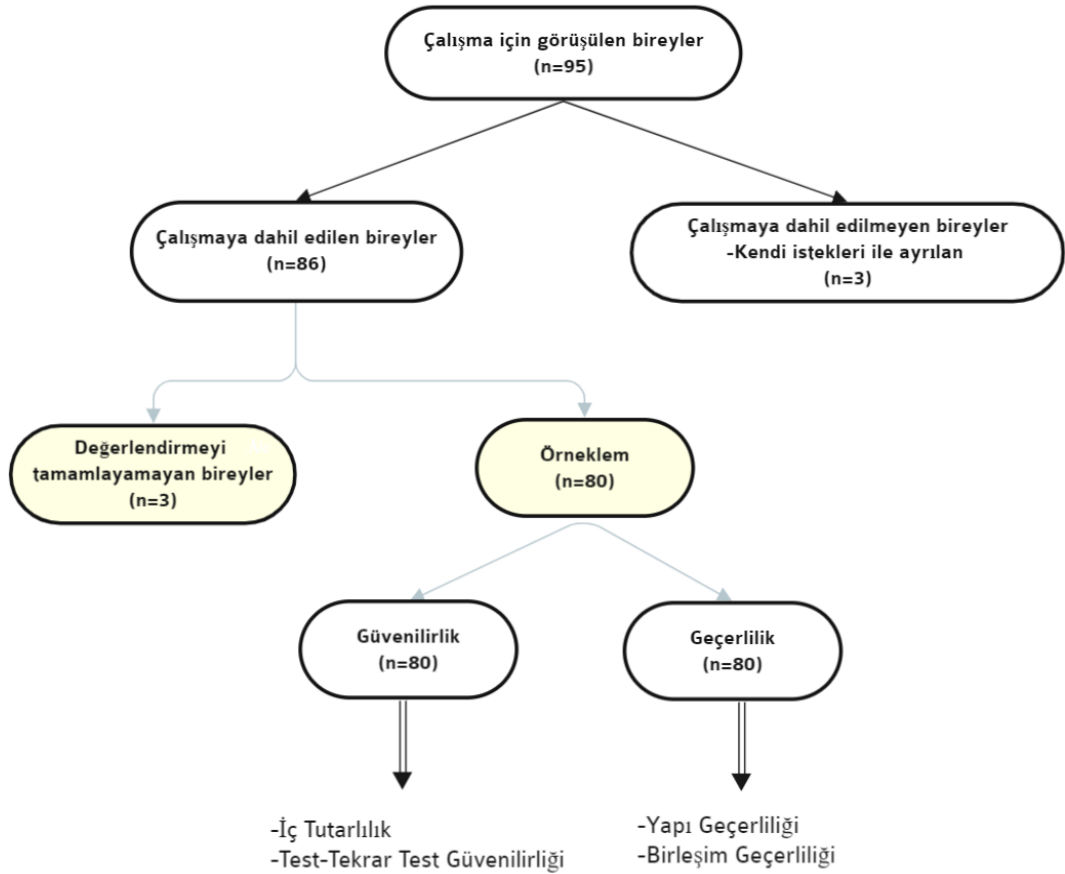 Çalışma için görüşülen bireyler
(n=95)
Çalışmaya dahil edilen bireyler
(n=86)
Çalışmaya dahil edilmeyen bireyler
-Kendi istekleri ile ayrılan
(n=3)
Değerlendirmeyi
tamamlayamayan bireyler
(n=3)
Örneklem
(n=80)
Güvenilirlik
(n=80)
Geçerlilik
(n=80)
-İç Tutarlılık
-Test-Tekrar Test Güvenilirliği
-Yapı Geçerliliği
-Birleşim Geçerliliği